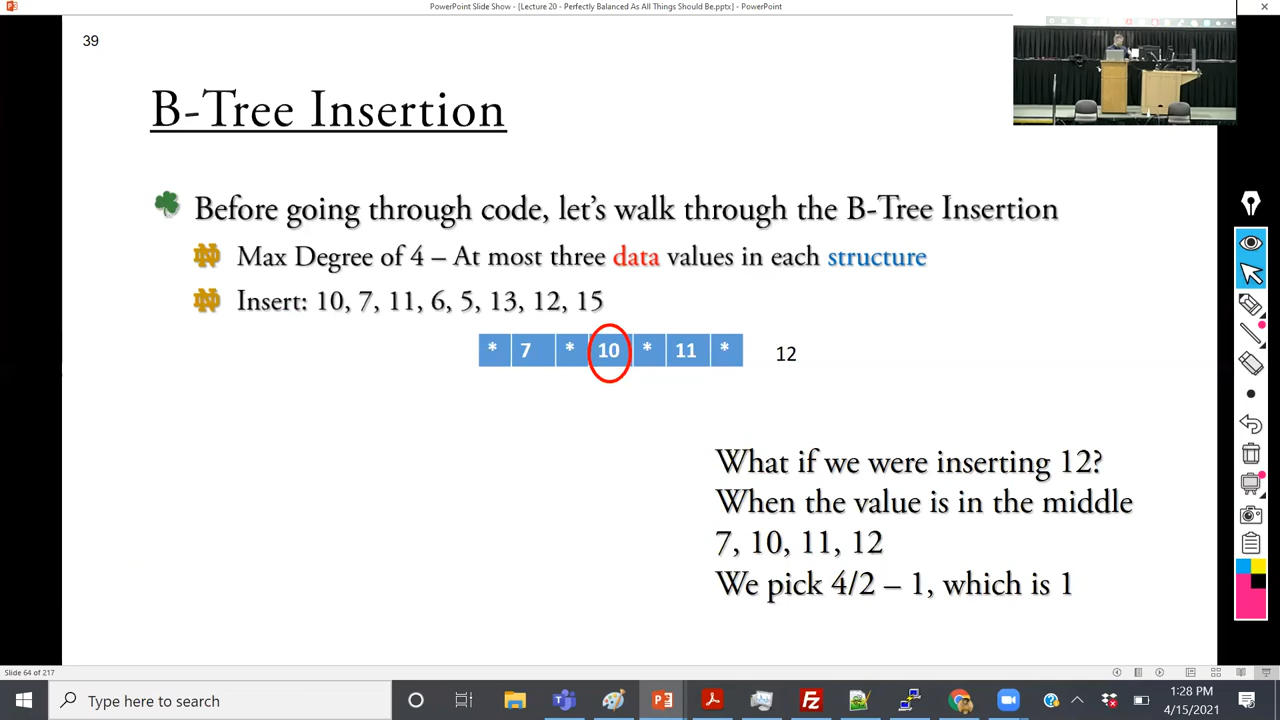 PowerPoint Slide Show - [Lecture 20 - Perfectly Balanced As All Things Should Be.pptx] - PowerPoint
39
B-Tree Insertion
Before going through code, let's walk through the B-Tree Insertion
Max Degree of 4 – At most three data values in each structure
Insert: 10, 7, 11, 6, 5, 13, 12, 15
* 7 * 10 * 11 * 12
What if we were inserting 12?
When the value is in the middle
7, 10, 11, 12
We pick 4/2 – 1, which is 1
Slide 64 of 217
Type here to search
1:28 PM
4/15/2021